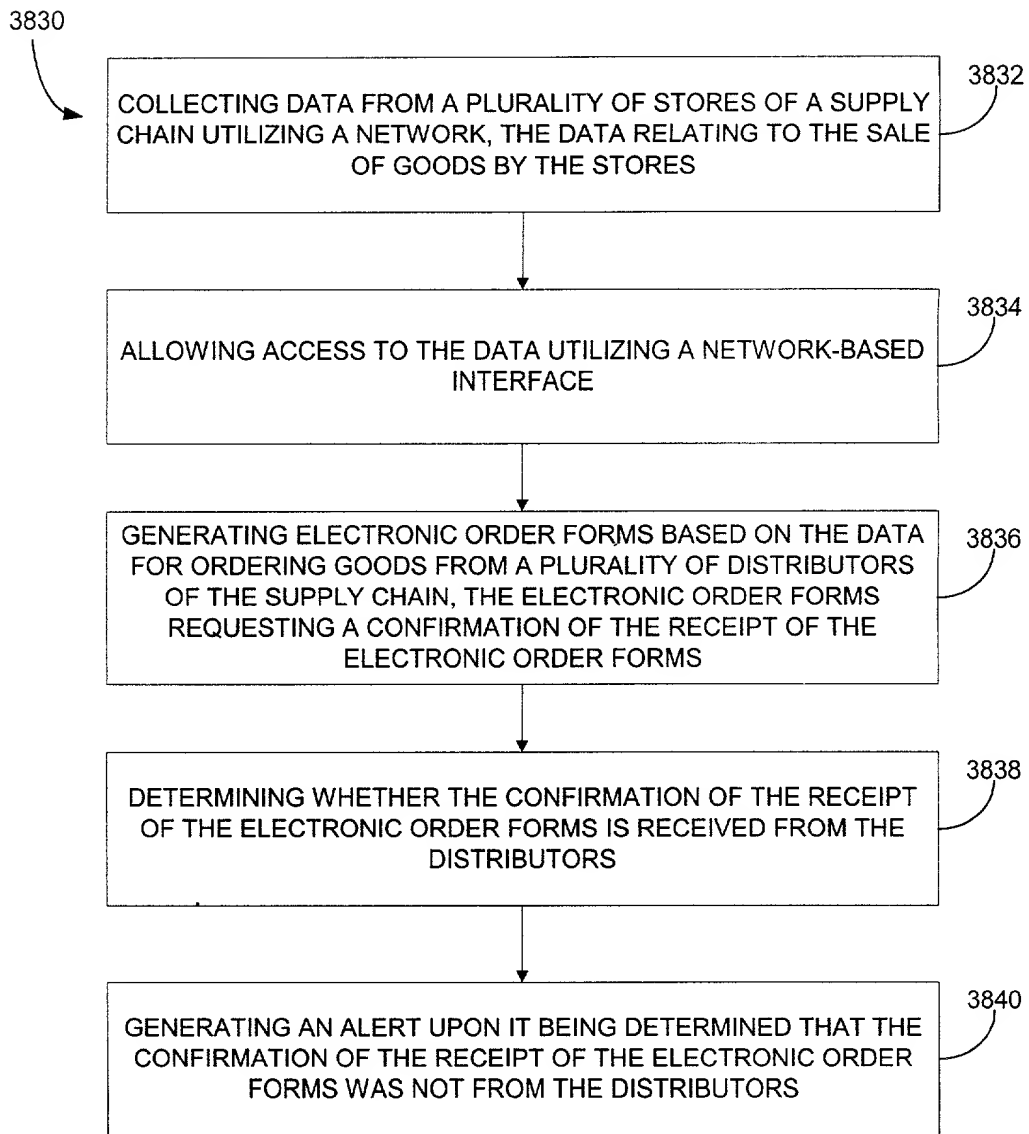 3830
3832
COLLECTING DATA FROM A PLURALITY OF STORES OF A SUPPLY
CHAIN UTILIZING A NETWORK, THE DATA RELATING TO THE SALE
OF GOODS BY THE STORES
3834
ALLOWING ACCESS TO THE DATA UTILIZING A NETWORK-BASED
INTERFACE
3836
GENERATING ELECTRONIC ORDER FORMS BASED ON THE DATA
FOR ORDERING GOODS FROM A PLURALITY OF DISTRIBUTORS
OF THE SUPPLY CHAIN, THE ELECTRONIC ORDER FORMS
REQUESTING A CONFIRMATION OF THE RECEIPT OF THE
ELECTRONIC ORDER FORMS
3838
DETERMINING WHETHER THE CONFIRMATION OF THE RECEIPT
OF THE ELECTRONIC ORDER FORMS IS RECEIVED FROM THE
DISTRIBUTORS
3840
GENERATING AN ALERT UPON IT BEING DETERMINED THAT THE
CONFIRMATION OF THE RECEIPT OF THE ELECTRONIC ORDER
FORMS WAS NOT FROM THE DISTRIBUTORS